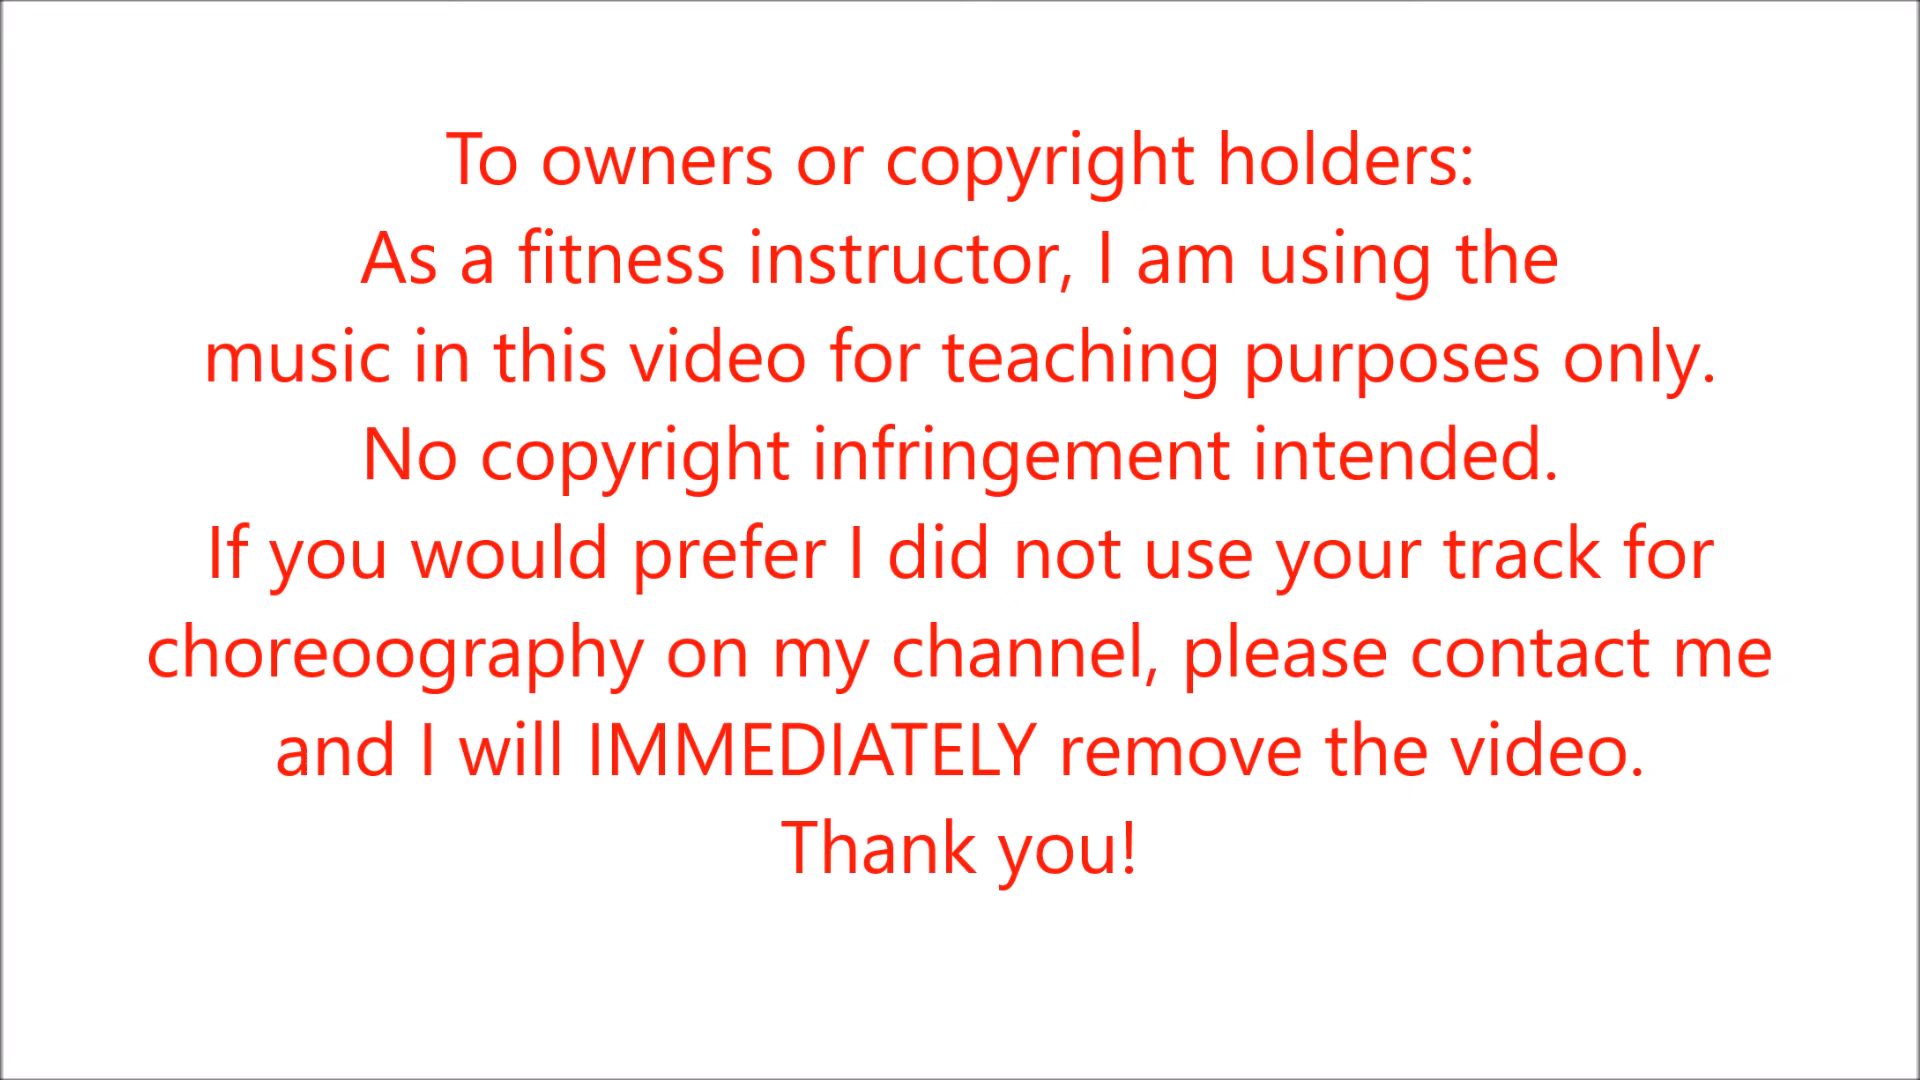 To owners or copyright holders:
As a fitness instructor, I am using the
music in this video for teaching purposes only.
No copyright infringement intended.
If you would prefer I did not use your track for
choreoography on my channel, please contact me
and I will IMMEDIATELY remove the video.
Thank you!